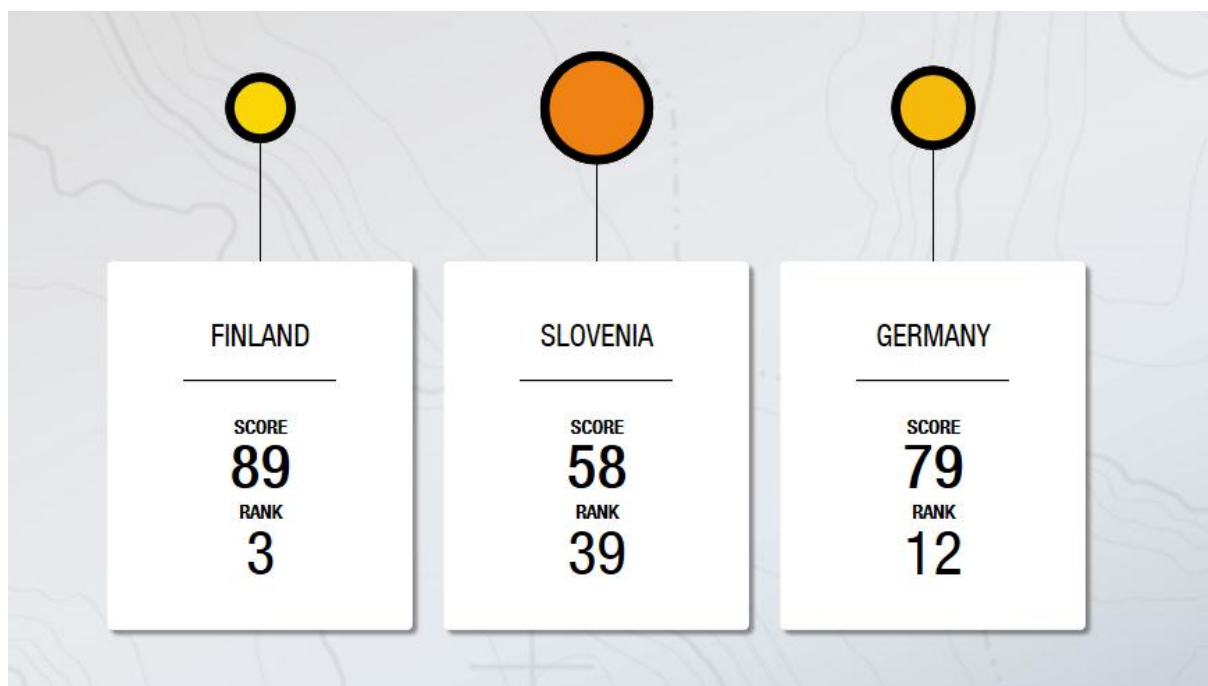 FINLAND
SCORE
89
RANK
3
SLOVENIA
SCORE
58
RANK
39
GERMANY
SCORE
79
RANK
12